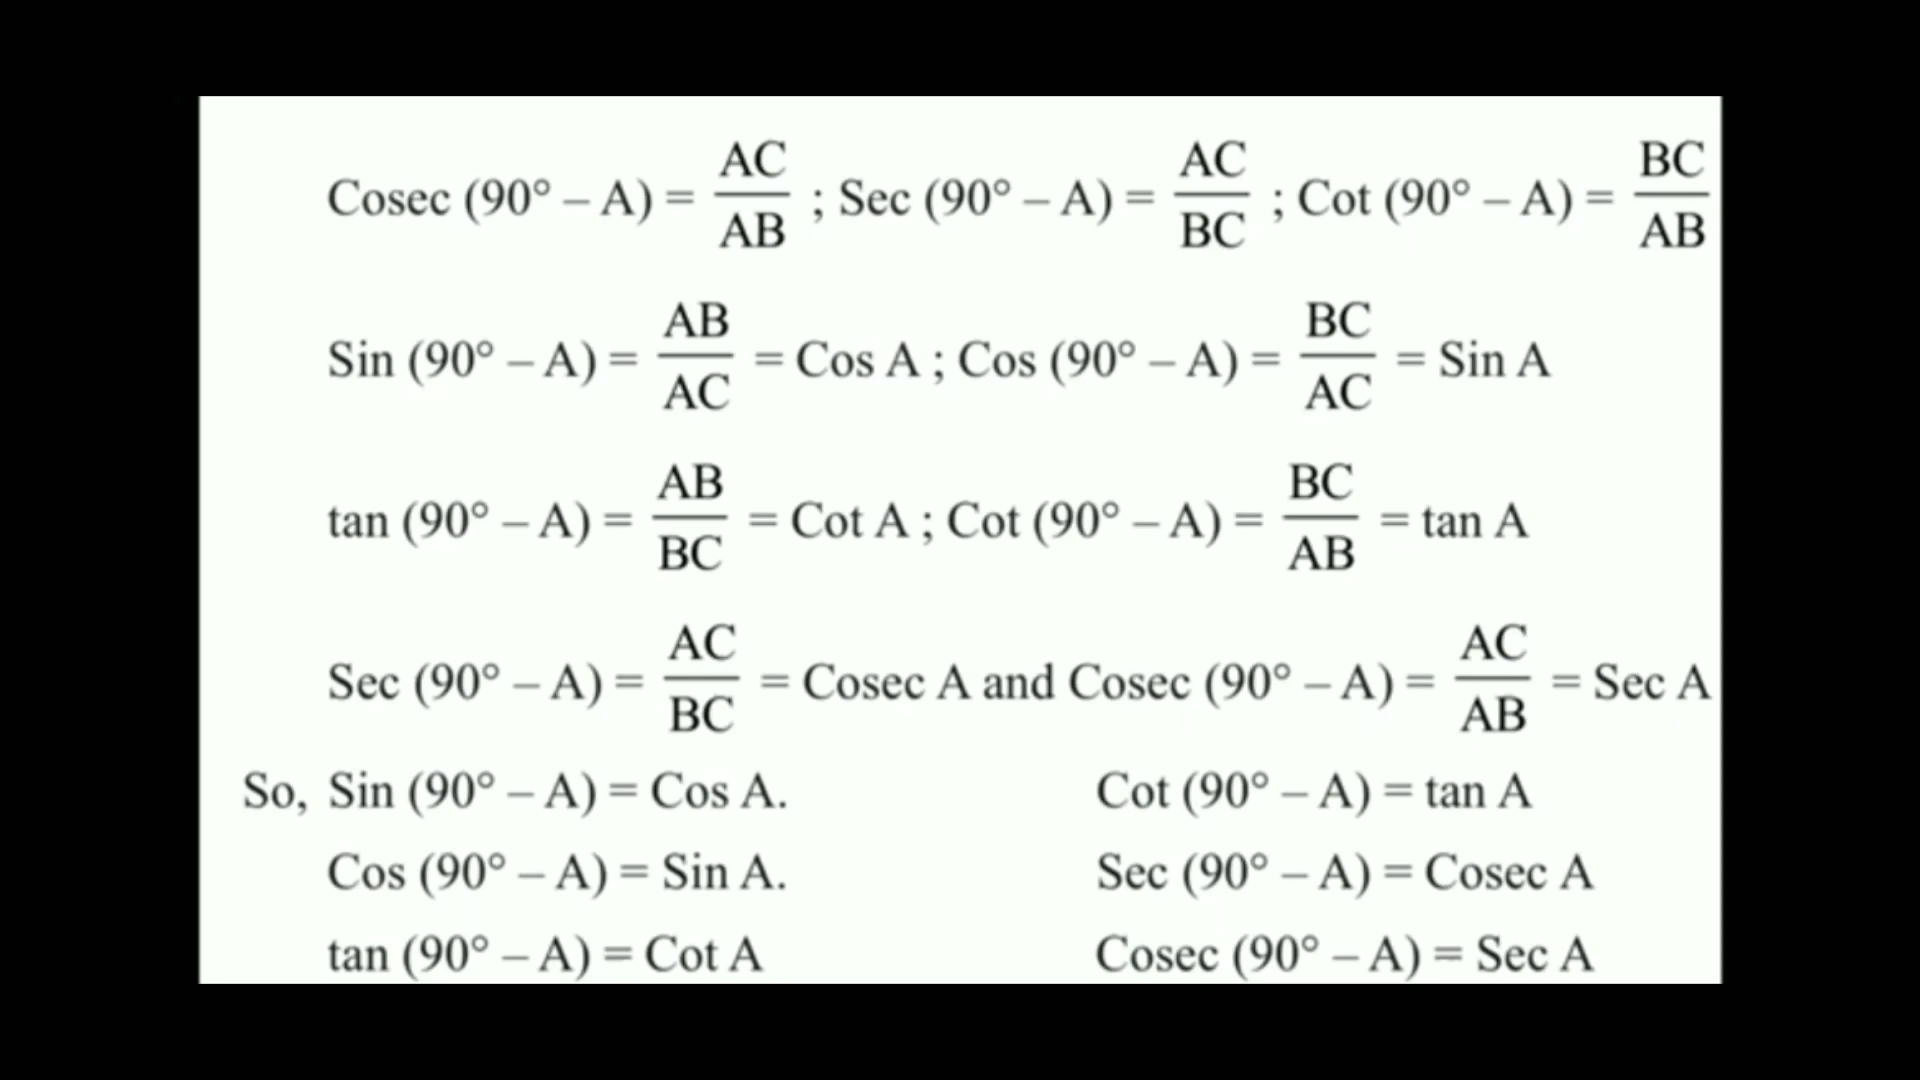 Cosec (90° – A) = AC/AB ; Sec (90° – A) = AC/BC ; Cot (90° – A) = BC/AB
Sin (90° – A) = AB/AC = Cos A ; Cos (90° – A) = BC/AC = Sin A
tan (90° – A) = AB/BC = Cot A ; Cot (90° – A) = BC/AB = tan A
Sec (90° – A) = AC/BC = Cosec A and Cosec (90° – A) = AC/AB = Sec A
So, Sin (90° – A) = Cos A. Cot (90° – A) = tan A
Cos (90° – A) = Sin A. Sec (90° – A) = Cosec A
tan (90° – A) = Cot A Cosec (90° – A) = Sec A